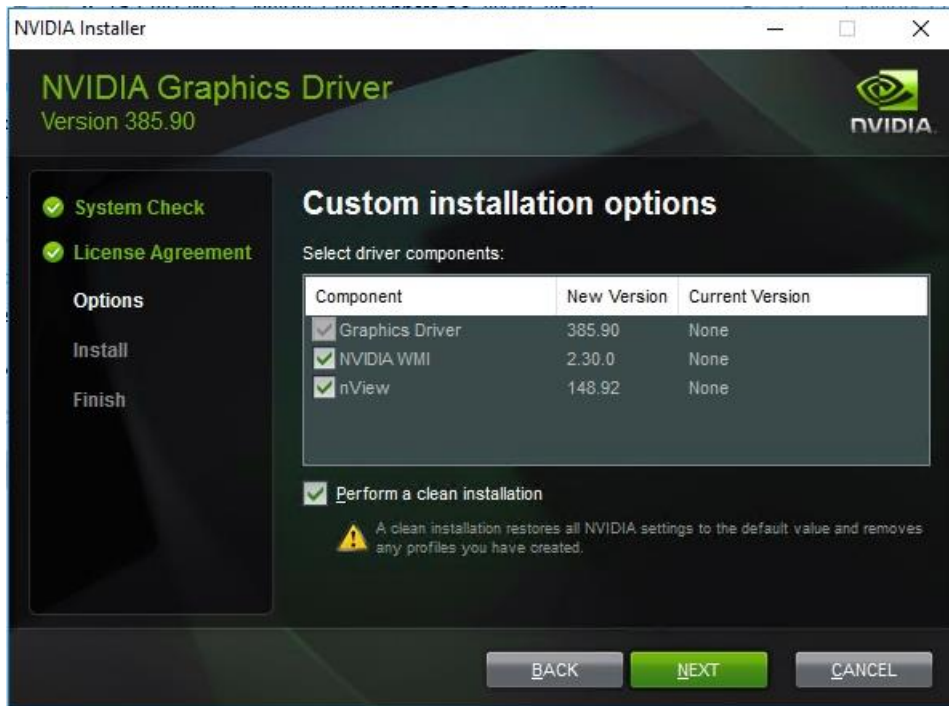 NVIDIA Installer
NVIDIA Graphics Driver
Version 385.90
NVIDIA
System Check
License Agreement
Options
Install
Finish
Custom installation options
Select driver components:
Component New Version Current Version
Graphics Driver 385.90 None
NVIDIA WMI 2.30.0 None
nView 148.92 None
Perform a clean installation
A clean installation restores all NVIDIA settings to the default value and removes
any profiles you have created.
BACK NEXT CANCEL